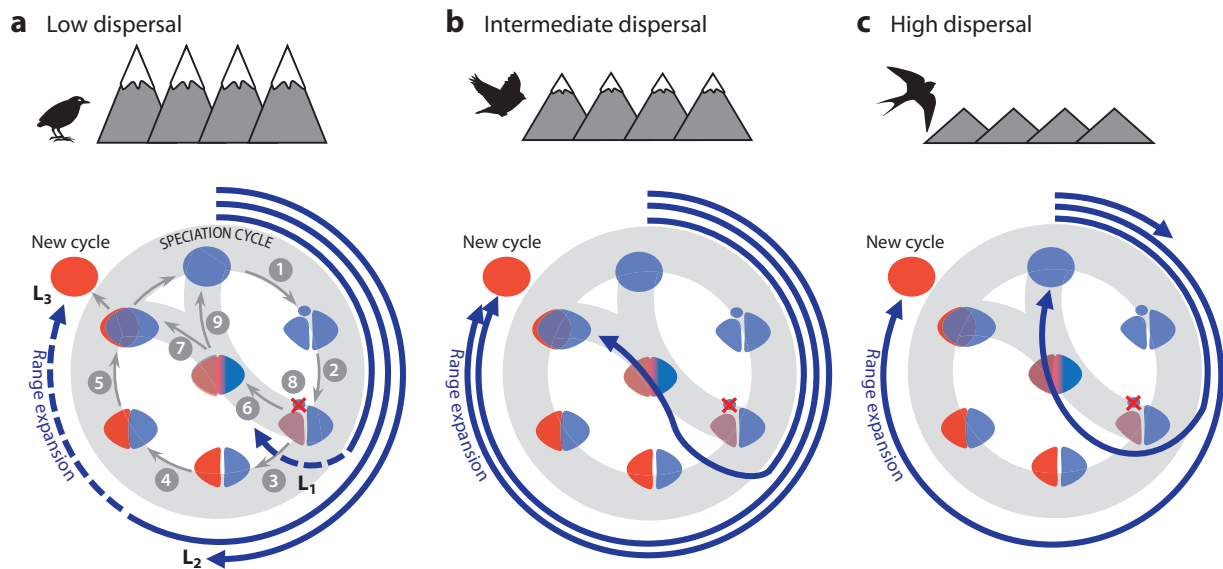 a Low dispersal
b Intermediate dispersal
c High dispersal
New cycle
SPECIATION CYCLE
1
2
3
4
5
6
7
8
9
L3
L1
L2
Range expansion
New cycle
Range expansion
New cycle
Range expansion